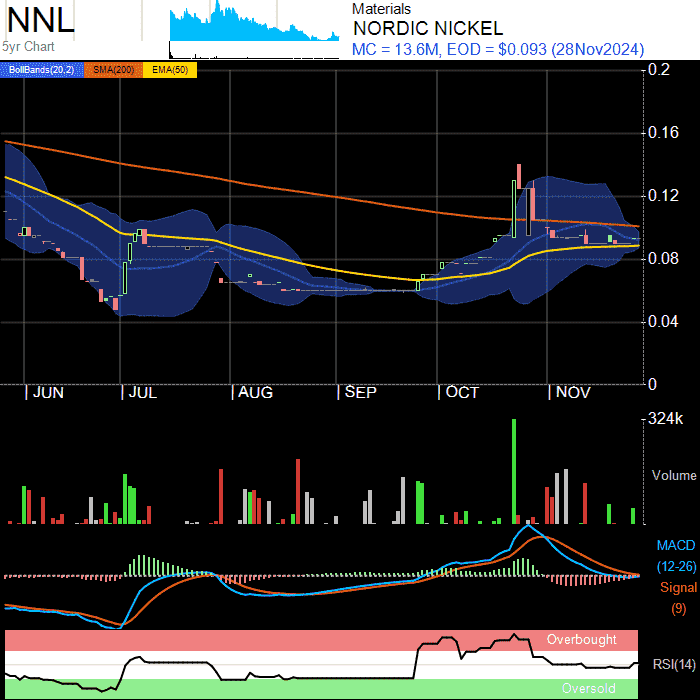 NNL
5yr Chart
Materials
NORDIC NICKEL
MC = 13.6M, EOD = $0.093 (28Nov2024)
BollBands(20,2) SMA(200) EMA(50)
0.2
0.16
0.12
0.08
0.04
0
JUN JUL AUG SEP OCT NOV
324k
Volume
MACD
(12-26)
Signal
(9)
Overbought
RSI(14)
Oversold